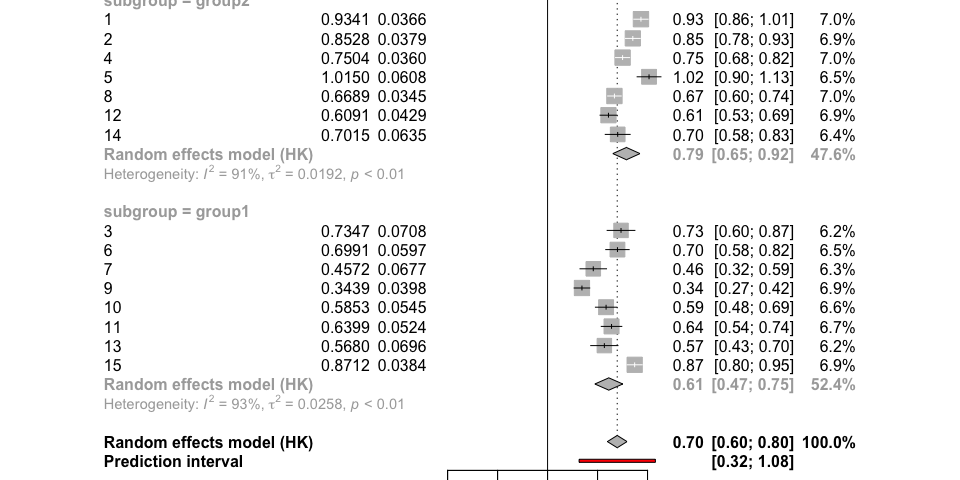 subgroup = group2
1 0.9341 0.0366 0.93 [0.86; 1.01] 7.0%
2 0.8528 0.0379 0.85 [0.78; 0.93] 6.9%
4 0.7504 0.0360 0.75 [0.68; 0.82] 7.0%
5 1.0150 0.0608 1.02 [0.90; 1.13] 6.5%
8 0.6689 0.0345 0.67 [0.60; 0.74] 7.0%
12 0.6091 0.0429 0.61 [0.53; 0.69] 6.9%
14 0.7015 0.0635 0.70 [0.58; 0.83] 6.4%
Random effects model (HK) 0.79 [0.65; 0.92] 47.6%
Heterogeneity: I² = 91%, τ² = 0.0192, p < 0.01
subgroup = group1
3 0.7347 0.0708 0.73 [0.60; 0.87] 6.2%
6 0.6991 0.0597 0.70 [0.58; 0.82] 6.5%
7 0.4572 0.0677 0.46 [0.32; 0.59] 6.3%
9 0.3439 0.0398 0.34 [0.27; 0.42] 6.9%
10 0.5853 0.0545 0.59 [0.48; 0.69] 6.6%
11 0.6399 0.0524 0.64 [0.54; 0.74] 6.7%
13 0.5680 0.0696 0.57 [0.43; 0.70] 6.2%
15 0.8712 0.0384 0.87 [0.80; 0.95] 6.9%
Random effects model (HK) 0.61 [0.47; 0.75] 52.4%
Heterogeneity: I² = 93%, τ² = 0.0258, p < 0.01
Random effects model (HK) 0.70 [0.60; 0.80] 100.0%
Prediction interval [0.32; 1.08]